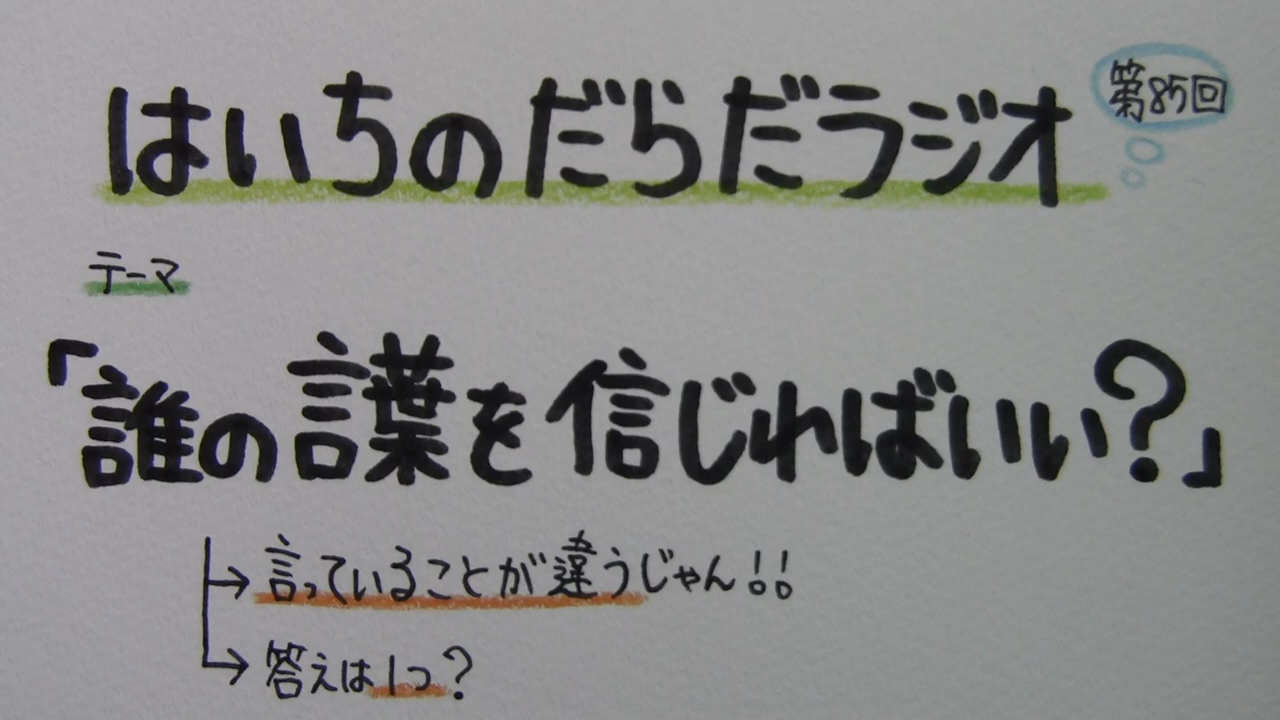 はいちのだらだラジオ
第85回
テーマ
「誰の言葉を信じればいい?」
言っていることが違うじゃん!!
答えは1つ?